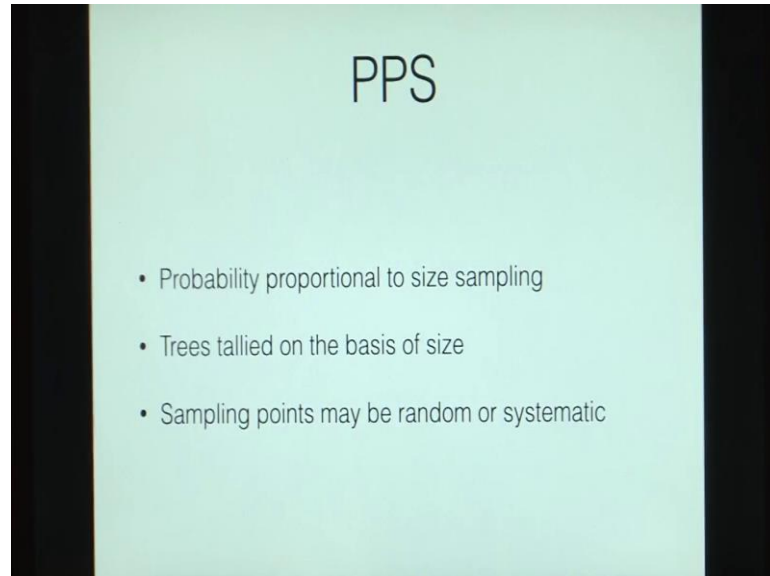 PPS
• Probability proportional to size sampling
• Trees tallied on the basis of size
• Sampling points may be random or systematic